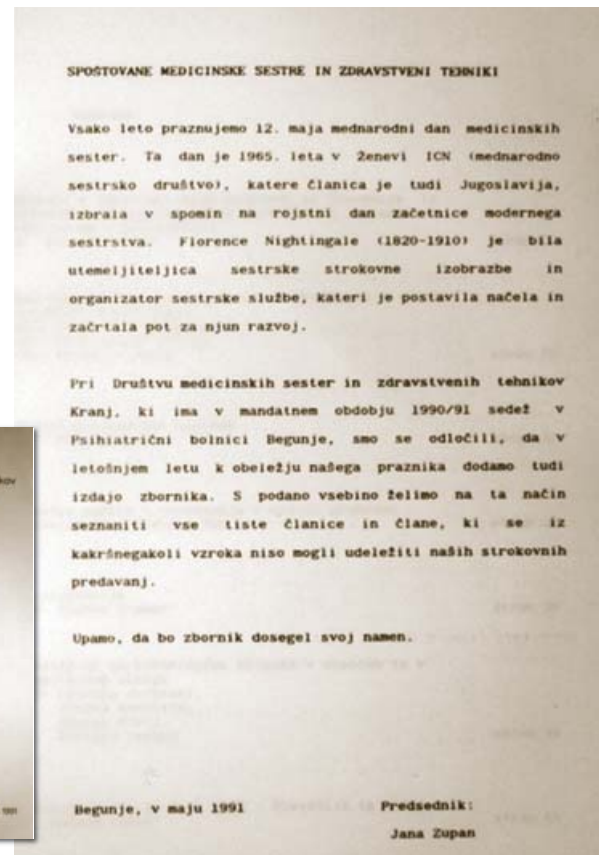 SPOŠTOVANE MEDICINSKE SESTRE IN ZDRAVSTVENI TEHNIKI
Vsako leto praznujemo 12. maja mednarodni dan medicinskih
sester. Ta dan je 1965. leta v Ženevi ICN (mednarodno
sestrsko društvo), katere članica je tudi Jugoslavija,
izbrala v spomin na rojstni dan začetnice modernega
sestrstva. Florence Nightingale (1820-1910) je bila
utemeljiteljica sestrske strokovne izobrazbe in
organizator sestrske službe, kateri je postavila načela in
začrtala pot za njun razvoj.
Pri Društvu medicinskih sester in zdravstvenih tehnikov
Kranj, ki ima v mandatnem obdobju 1990/91 sedež v
Psihiatrični bolnici Begunje, smo se odločili, da v
letošnjem letu k obeležju našega praznika dodamo tudi
izdajo zbornika. S podano vsebino želimo na ta način
seznaniti vse tiste članice in člane, ki se iz
kakršnegakoli vzroka niso mogli udeležiti naših strokovnih
predavanj.
Upamo, da bo zbornik dosegel svoj namen.
Begunje, v maju 1991 Predsednik:
Jana Zupan
kov
1991